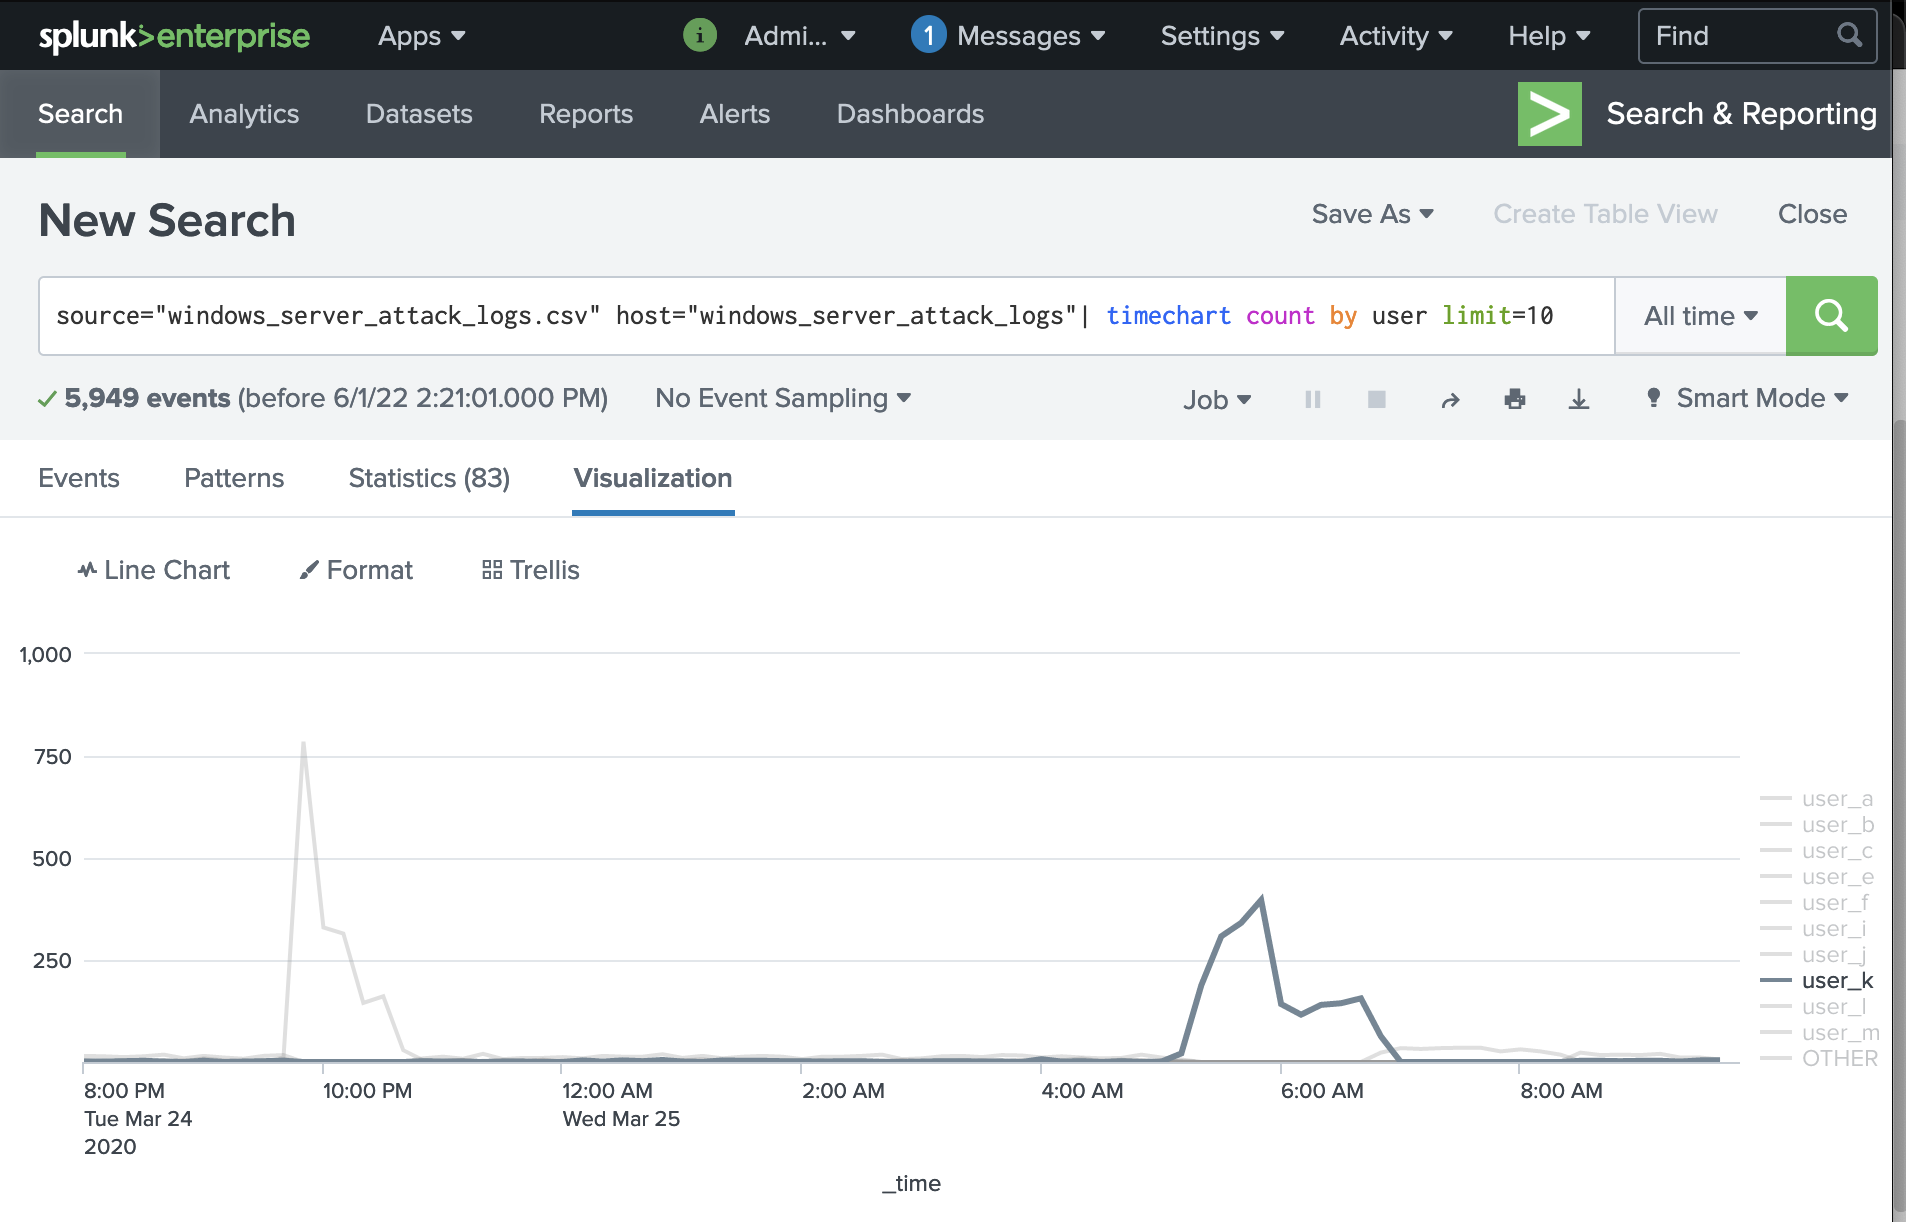 splunk>enterprise Apps i Admi... 1 Messages Settings Activity Help Find
Search Analytics Datasets Reports Alerts Dashboards > Search & Reporting
New Search Save As Create Table View Close
source="windows_server_attack_logs.csv" host="windows_server_attack_logs"| timechart count by user limit=10 All time
5,949 events (before 6/1/22 2:21:01.000 PM) No Event Sampling Job Smart Mode
Events Patterns Statistics (83) Visualization
Line Chart Format Trellis
1,000
750
500
250
user_a
user_b
user_c
user_e
user_f
user_i
user_j
user_k
user_l
user_m
OTHER
8:00 PM 10:00 PM 12:00 AM 2:00 AM 4:00 AM 6:00 AM 8:00 AM
Tue Mar 24 Wed Mar 25
2020
_time